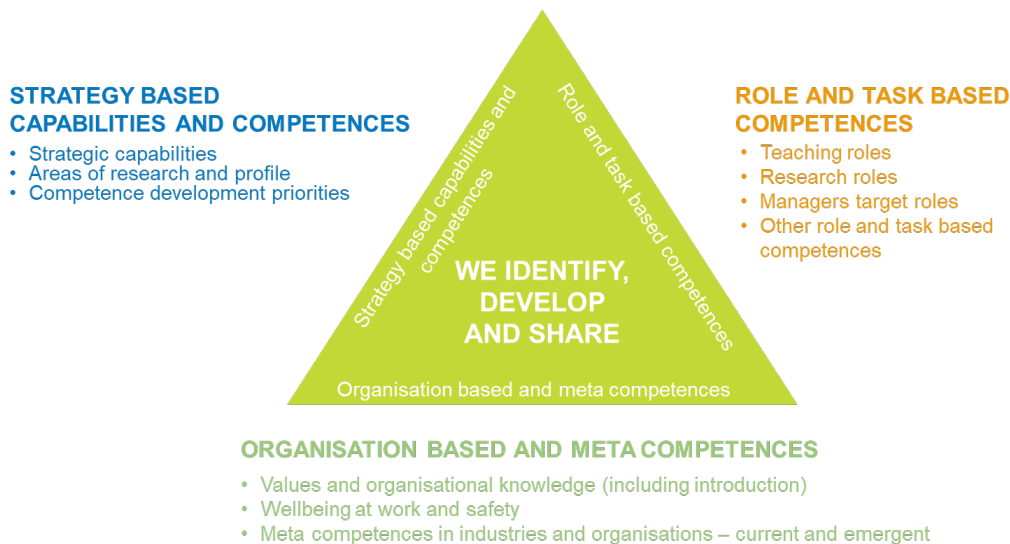 STRATEGY BASED
CAPABILITIES AND COMPETENCES
• Strategic capabilities
• Areas of research and profile
• Competence development priorities
Strategy based capabilities and
competences
Role and task based competences
WE IDENTIFY,
DEVELOP
AND SHARE
Organisation based and meta competences
ROLE AND TASK BASED
COMPETENCES
• Teaching roles
• Research roles
• Managers target roles
• Other role and task based
competences
ORGANISATION BASED AND META COMPETENCES
• Values and organisational knowledge (including introduction)
• Wellbeing at work and safety
• Meta competences in industries and organisations – current and emergent